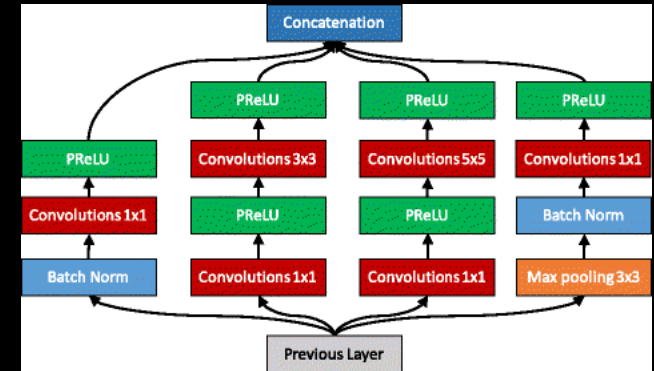 Concatenation
PReLU
PReLU
PReLU
PReLU
Convolutions 3x3
Convolutions 5x5
Convolutions 1x1
Convolutions 1x1
PReLU
PReLU
Batch Norm
Batch Norm
Convolutions 1x1
Convolutions 1x1
Max pooling 3x3
Previous Layer